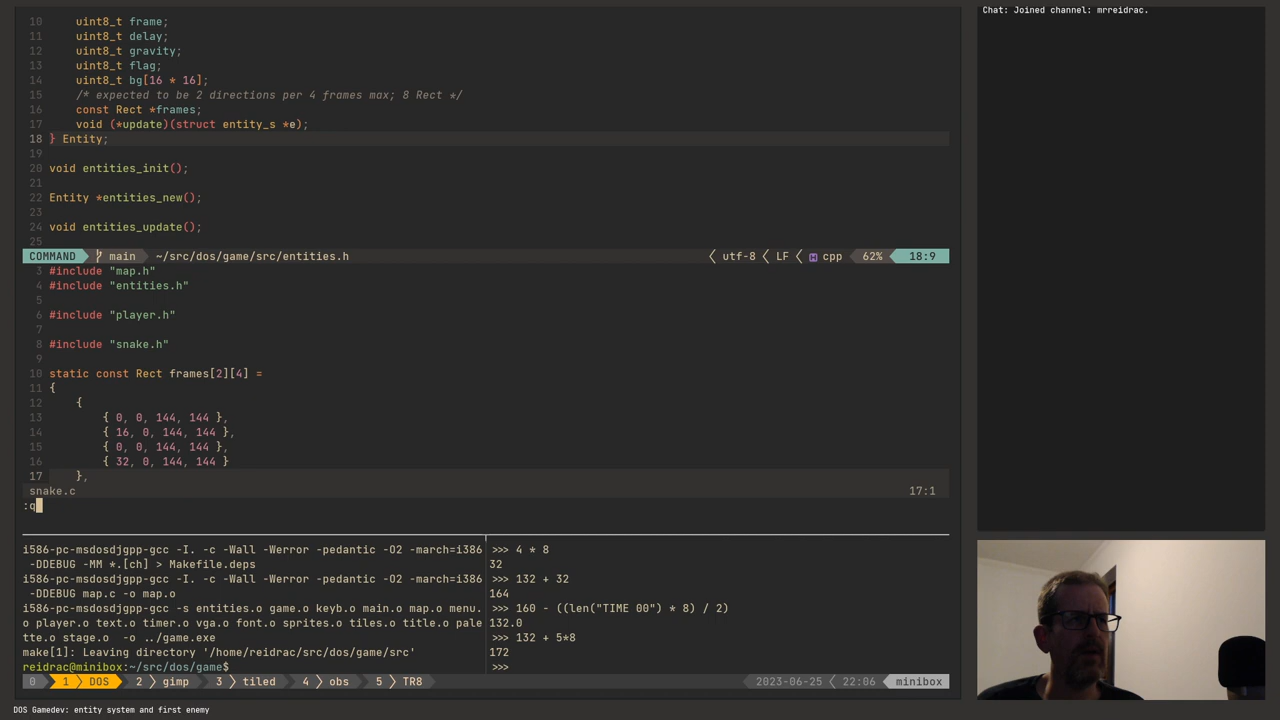 10     uint8_t frame;
11     uint8_t delay;
12     uint8_t gravity;
13     uint8_t flag;
14     uint8_t bg[16 * 16];
15     /* expected to be 2 directions per 4 frames max; 8 Rect */
16     const Rect *frames;
17     void (*update)(struct entity_s *e);
18 } Entity;
19
20 void entities_init();
21
22 Entity *entities_new();
23
24 void entities_update();
25
COMMAND main ~/src/dos/game/src/entities.h utf-8 LF cpp 62% 18:9
3 #include "map.h"
4 #include "entities.h"
5
6 #include "player.h"
7
8 #include "snake.h"
9
10 static const Rect frames[2][4] =
11 {
12     {
13         { 0, 0, 144, 144 },
14         { 16, 0, 144, 144 },
15         { 0, 0, 144, 144 },
16         { 32, 0, 144, 144 }
17     },
snake.c 17:1
:q
i586-pc-msdosdjgpp-gcc -I. -c -Wall -Werror -pedantic -O2 -march=i386
-DDEBUG -MM *.[ch] > Makefile.deps
i586-pc-msdosdjgpp-gcc -I. -c -Wall -Werror -pedantic -O2 -march=i386
-DDEBUG map.c -o map.o
i586-pc-msdosdjgpp-gcc -s entities.o game.o keyb.o main.o map.o menu.
o player.o text.o timer.o vga.o font.o sprites.o tiles.o title.o pale
tte.o stage.o  -o ../game.exe
make[1]: Leaving directory '/home/reidrac/src/dos/game/src'
reidrac@minibox:~/src/dos/game$
>>> 4 * 8
32
>>> 132 + 32
164
>>> 160 - ((len("TIME 00") * 8) / 2)
132.0
>>> 132 + 5*8
172
>>>
0 1 DOS 2 gimp 3 tiled 4 obs 5 TR8 2023-06-25 22:06 minibox
Chat: Joined channel: mrreidrac.
DOS Gamedev: entity system and first enemy